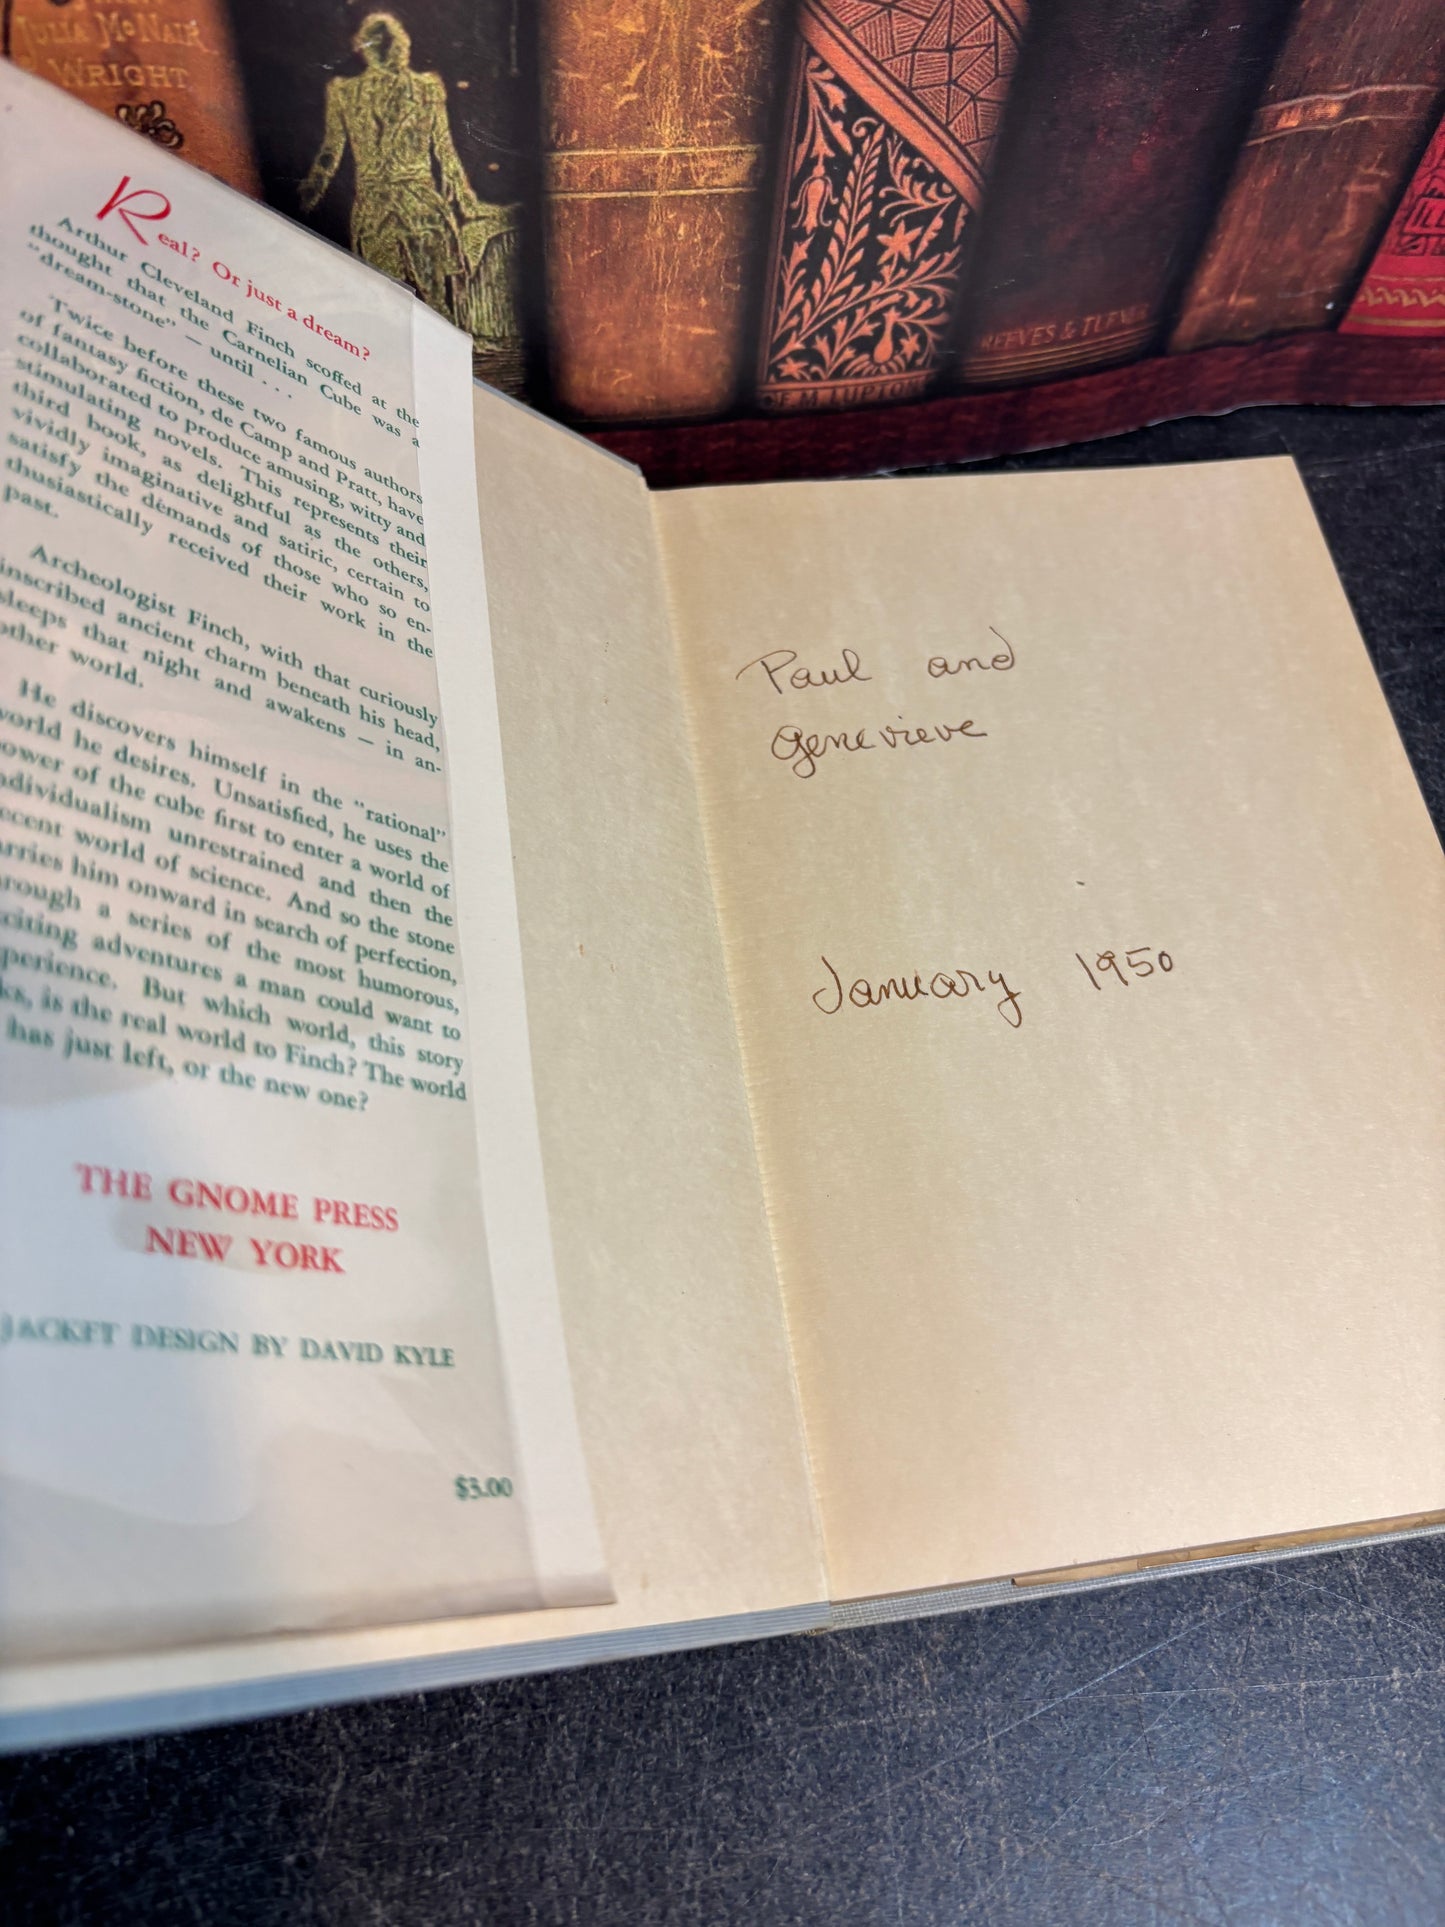 JULIA McNAIR
WRIGHT
REEVES & TURNER
E. M. LUPTON
Real? Or just a dream?
Arthur Cleveland Finch scoffed at the
thought that the Carnelian Cube was a
"dream-stone" — until . . .
Twice before these two famous authors
of fantasy fiction, de Camp and Pratt, have
collaborated to produce amusing, witty and
stimulating novels. This represents their
third book, as delightful as the others,
vividly imaginative and satiric, certain to
satisfy the demands of those who so en-
thusiastically received their work in the
past.
Archeologist Finch, with that curiously
inscribed ancient charm beneath his head,
sleeps that night and awakens — in an-
other world.
He discovers himself in the "rational"
world he desires. Unsatisfied, he uses the
power of the cube first to enter a world of
individualism unrestrained and then the
recent world of science. And so the stone
carries him onward in search of perfection,
through a series of the most humorous,
exciting adventures a man could want to
experience. But which world, this story
asks, is the real world to Finch? The world
has just left, or the new one?
THE GNOME PRESS
NEW YORK
JACKET DESIGN BY DAVID KYLE
$3.00
Paul and
Genevieve
January 1950